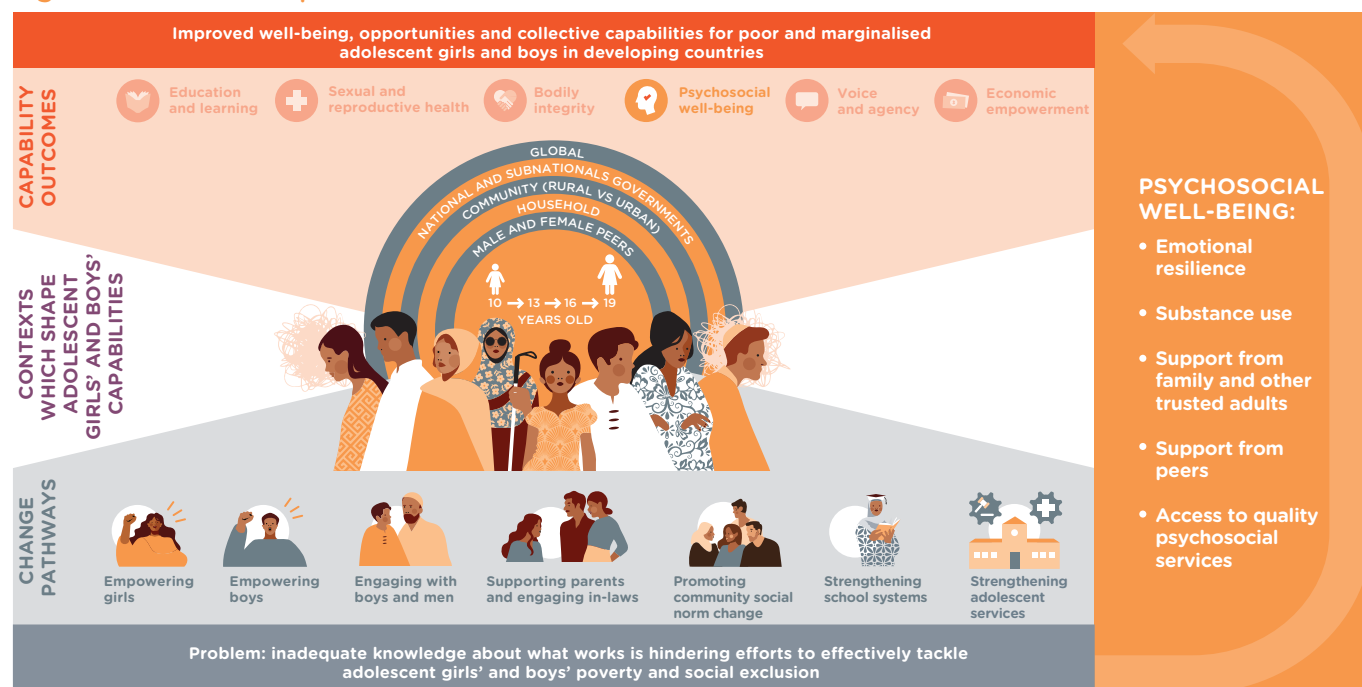 Improved well-being, opportunities and collective capabilities for poor and marginalised
adolescent girls and boys in developing countries
CAPABILITY
OUTCOMES
Education
and learning
Sexual and
reproductive health
Bodily
integrity
Psychosocial
well-being
Voice
and agency
Economic
empowerment
GLOBAL
NATIONAL AND SUBNATIONALS GOVERNMENTS
COMMUNITY (RURAL VS URBAN)
HOUSEHOLD
MALE AND FEMALE PEERS
10 → 13 → 16 → 19
YEARS OLD
CONTEXTS
WHICH SHAPE
ADOLESCENT
GIRLS' AND BOYS'
CAPABILITIES
CHANGE
PATHWAYS
Empowering
girls
Empowering
boys
Engaging with
boys and men
Supporting parents
and engaging in-laws
Promoting
community social
norm change
Strengthening
school systems
Strengthening
adolescent
services
Problem: inadequate knowledge about what works is hindering efforts to effectively tackle
adolescent girls' and boys' poverty and social exclusion
PSYCHOSOCIAL
WELL-BEING:
• Emotional
resilience
• Substance use
• Support from
family and other
trusted adults
• Support from
peers
• Access to quality
psychosocial
services